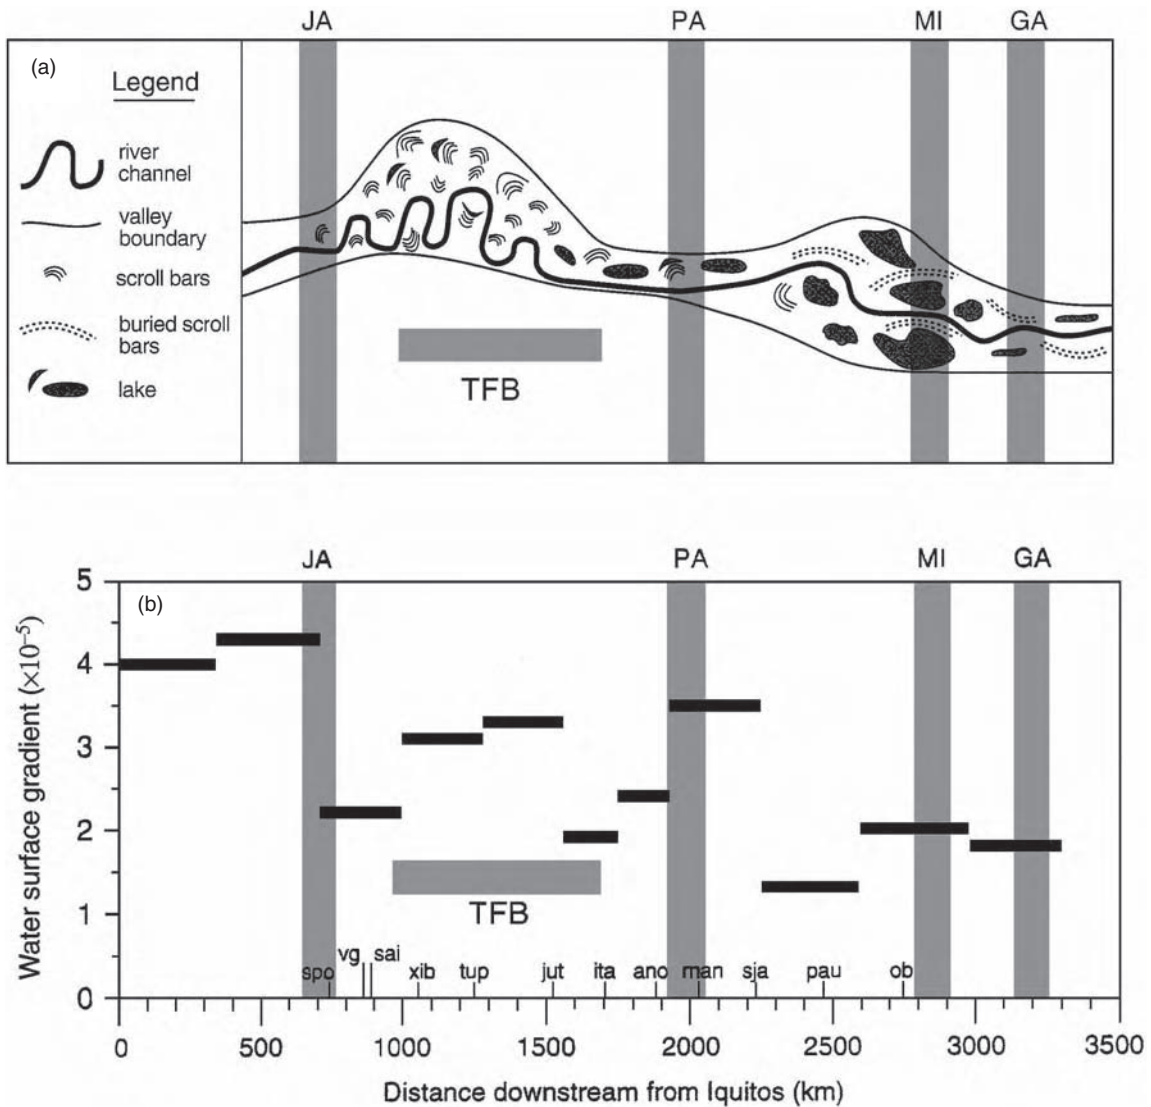 JA PA MI GA
(a)
Legend
river
channel
valley
boundary
scroll bars
buried scroll
bars
lake
TFB
JA PA MI GA
(b)
5
4
3
2
1
0
Water surface gradient (×10⁻⁵)
TFB
spo vg sai xib tup jut ita ano man sja pau ob
0 500 1000 1500 2000 2500 3000 3500
Distance downstream from Iquitos (km)